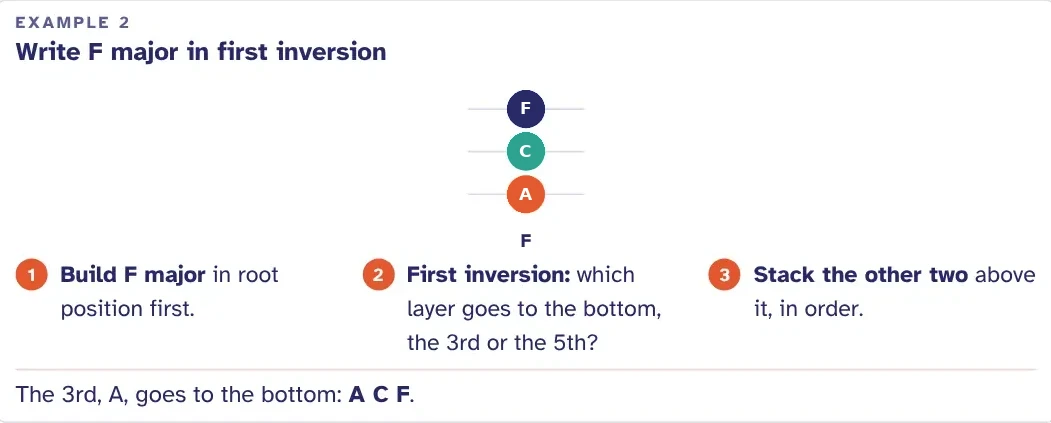 EXAMPLE 2
Write F major in first inversion
F
C
A
F
1 Build F major in root
position first.
2 First inversion: which
layer goes to the bottom,
the 3rd or the 5th?
3 Stack the other two above
it, in order.
The 3rd, A, goes to the bottom: A C F.